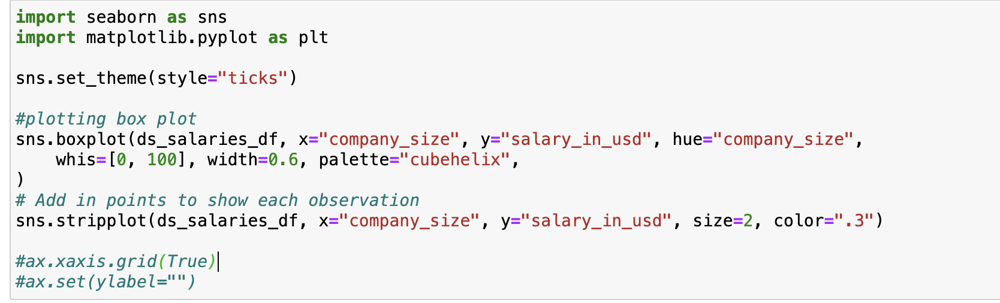 import seaborn as sns
import matplotlib.pyplot as plt
sns.set_theme(style="ticks")
#plotting box plot
sns.boxplot(ds_salaries_df, x="company_size", y="salary_in_usd", hue="company_size",
    whis=[0, 100], width=0.6, palette="cubehelix",
)
# Add in points to show each observation
sns.stripplot(ds_salaries_df, x="company_size", y="salary_in_usd", size=2, color=".3")
#ax.xaxis.grid(True)
#ax.set(ylabel="")